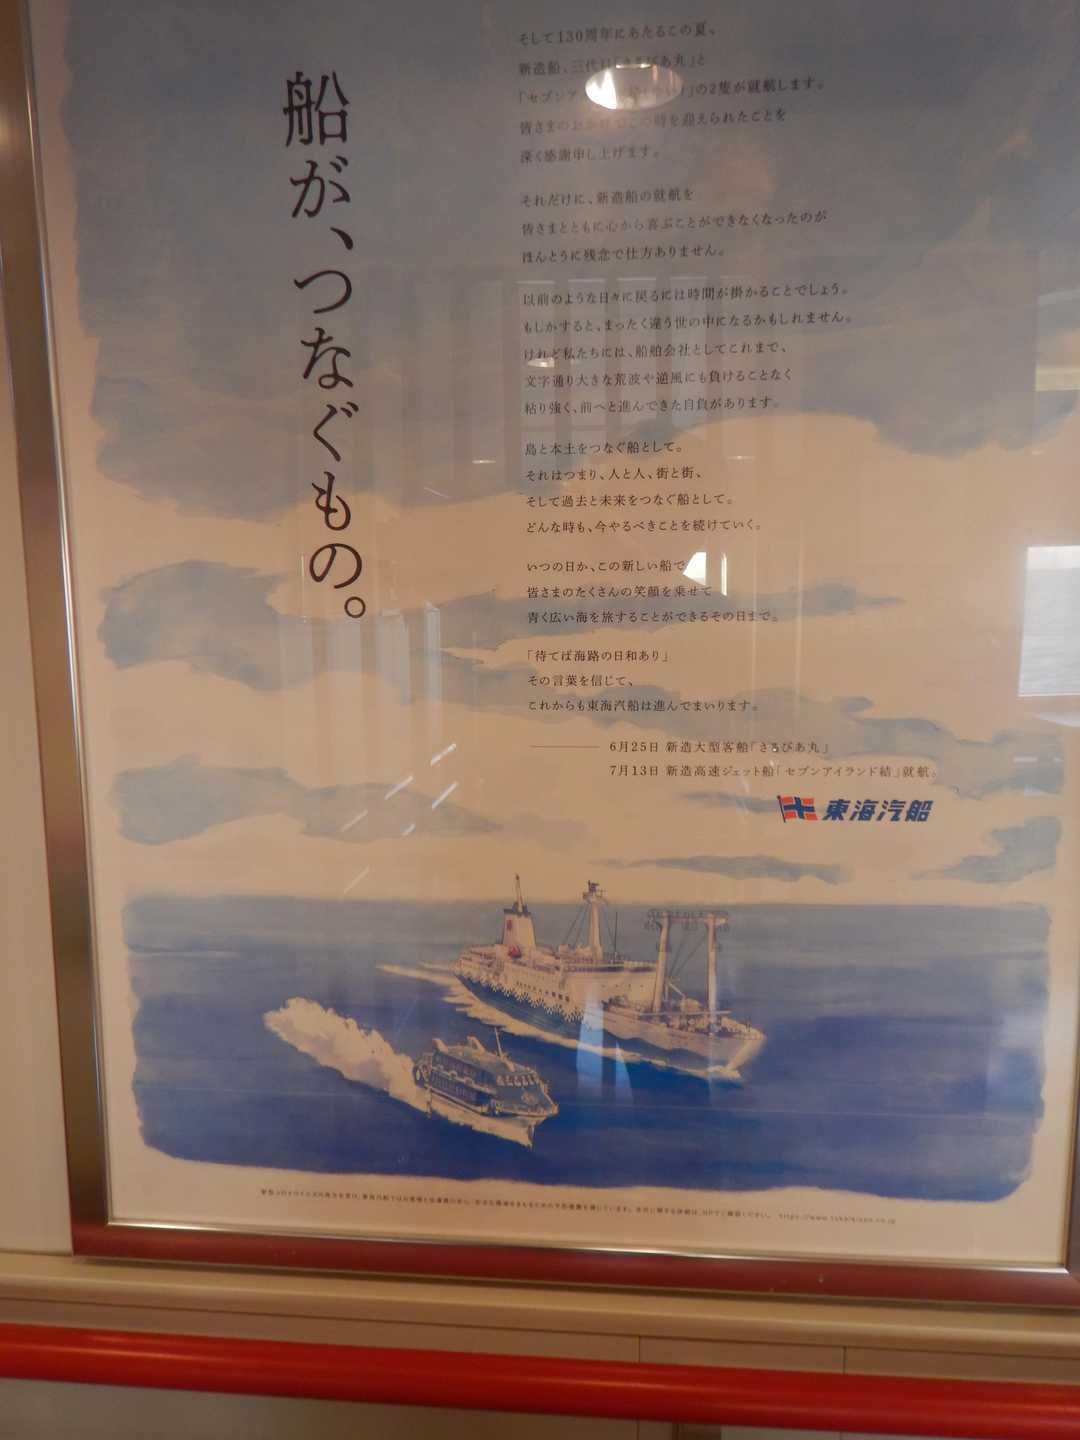 船が、つなぐもの。
そして130周年にあたるこの夏、
新造船、三代目「さるびあ丸」と
「セブンアイランド結」の2隻が就航します。
皆さまのおかげでこの時を迎えられたことを
深く感謝申し上げます。
それだけに、新造船の就航を
皆さまとともに心から喜ぶことができなくなったのが
ほんとうに残念で仕方ありません。
以前のような日々に戻るには時間が掛かることでしょう。
もしかすると、まったく違う世の中になるかもしれません。
けれど私たちには、船舶会社としてこれまで、
文字通り大きな荒波や逆風にも負けることなく
粘り強く、前へと進んできた自負があります。
島と本土をつなぐ船として。
それはつまり、人と人、街と街、
そして過去と未来をつなぐ船として。
どんな時も、今やるべきことを続けていく。
いつの日か、この新しい船で
皆さまのたくさんの笑顔を乗せて
青く広い海を旅することができるその日まで。
「待てば海路の日和あり」
その言葉を信じて、
これからも東海汽船は進んでまいります。
6月25日 新造大型客船「さるびあ丸」
7月13日 新造高速ジェット船「セブンアイランド結」就航。
東海汽船